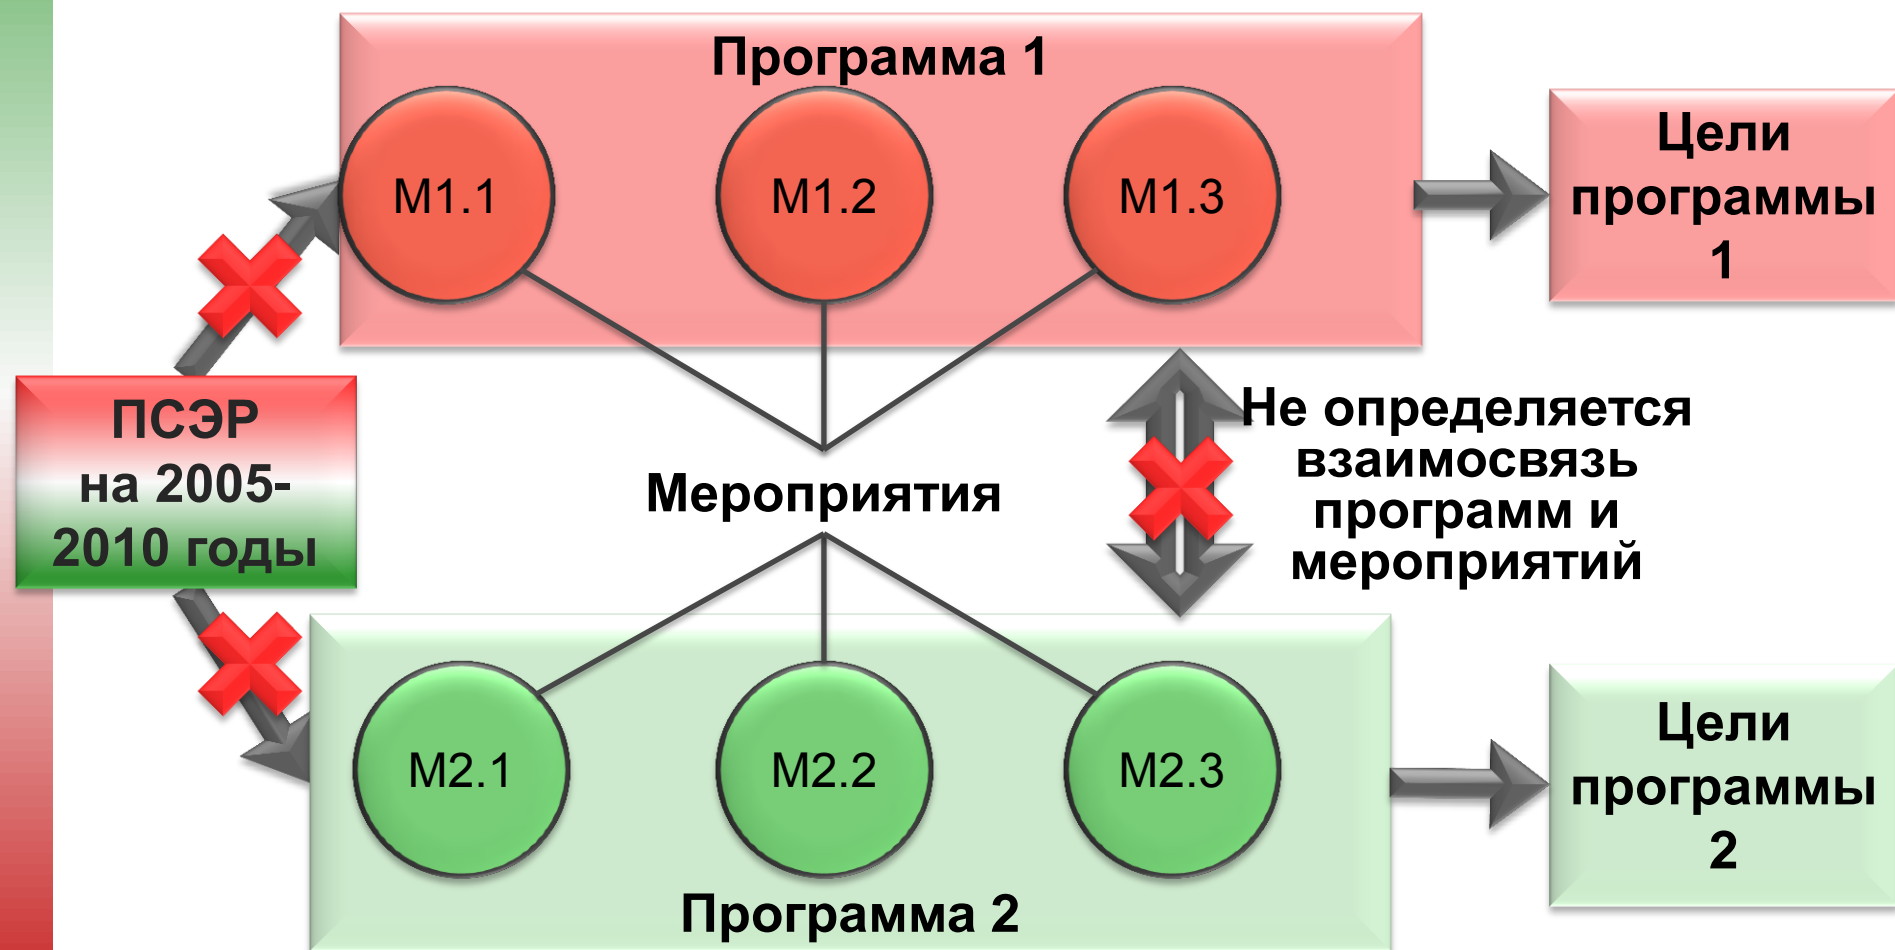 Программа 1
М1.1
М1.2
М1.3
Цели
программы
1
ПСЭР
на 2005-
2010 годы
Мероприятия
Не определяется
взаимосвязь
программ и
мероприятий
М2.1
М2.2
М2.3
Программа 2
Цели
программы
2